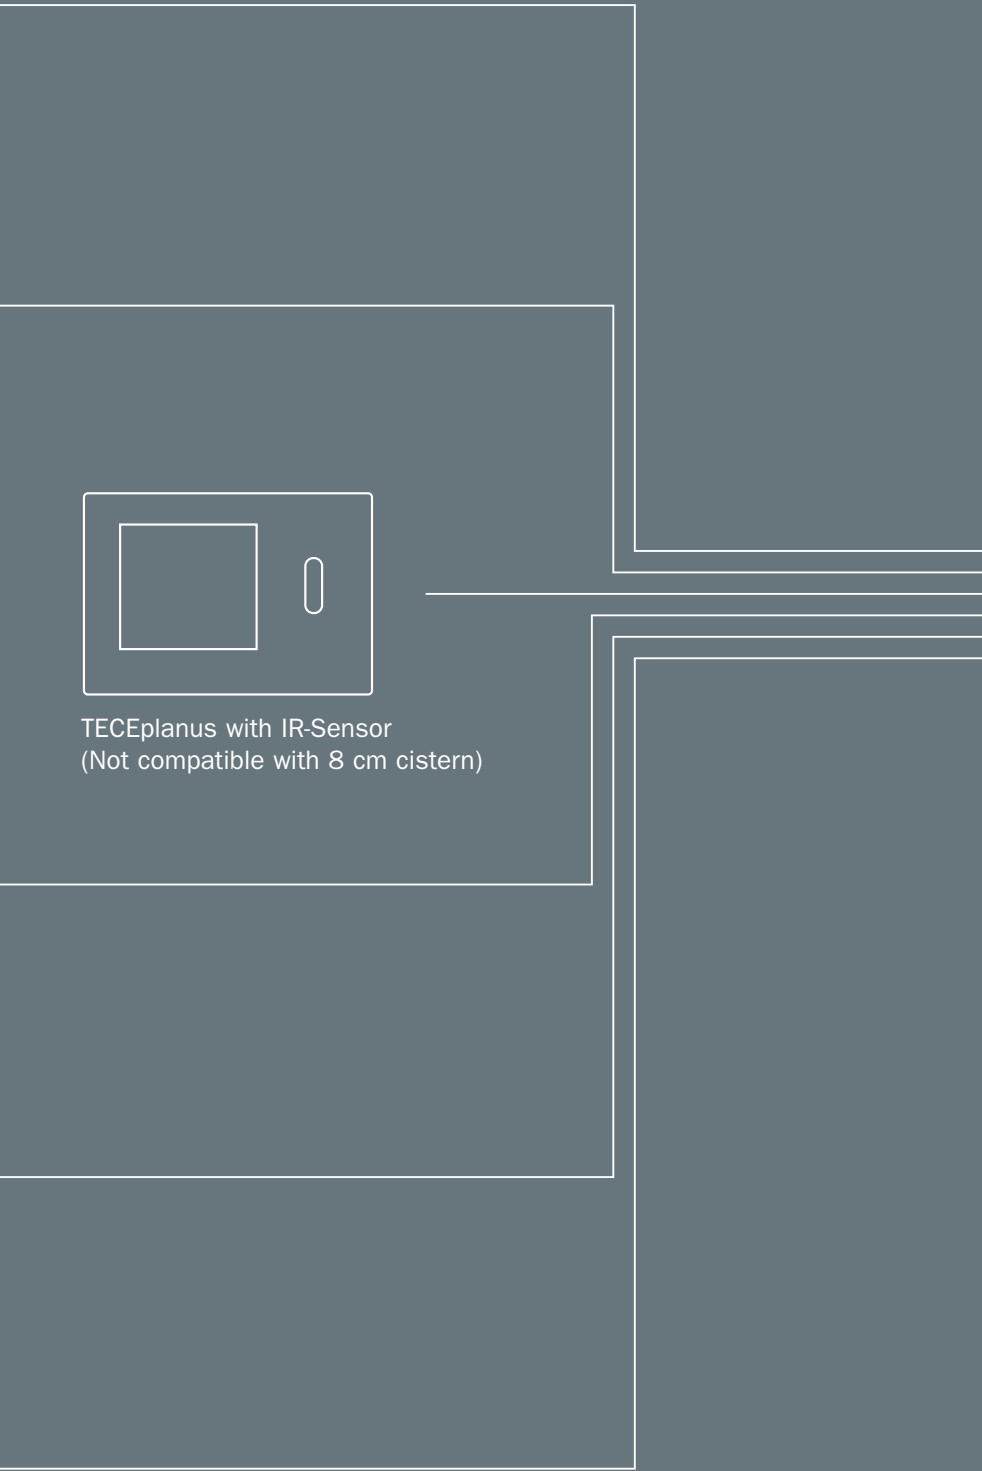 TECEplanus with IR-Sensor
(Not compatible with 8 cm cistern)